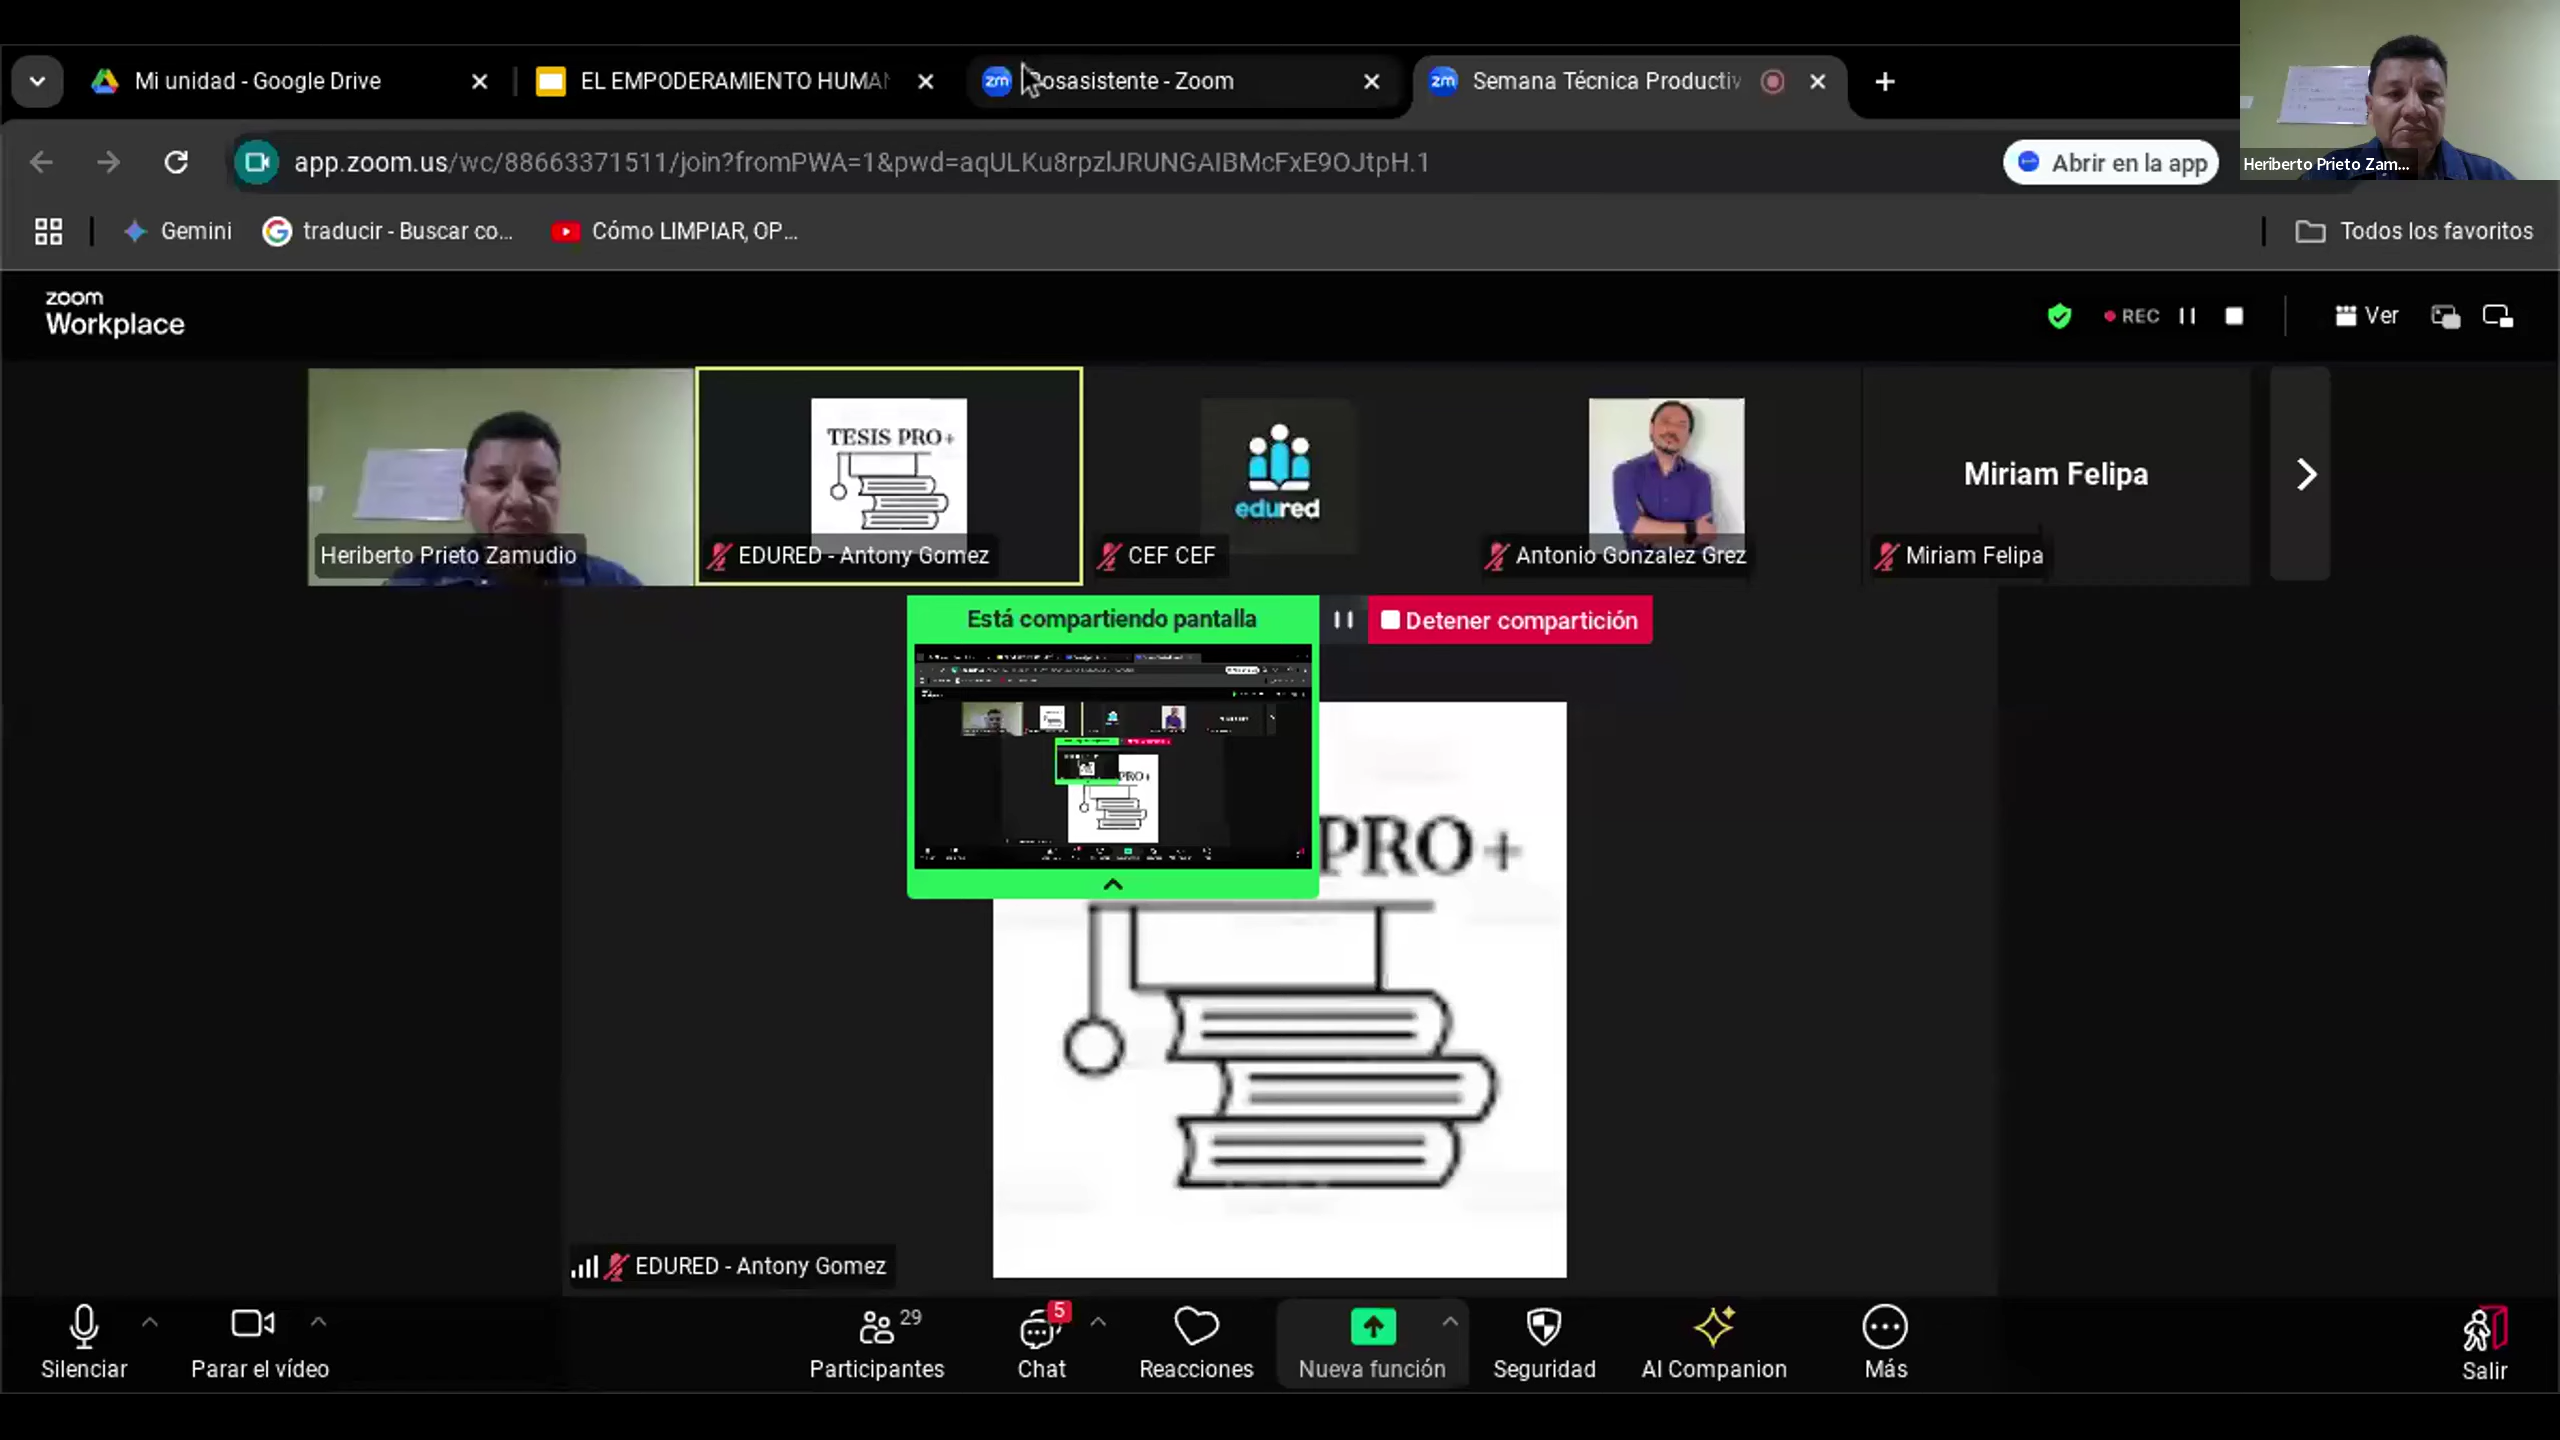 Mi unidad - Google Drive
EL EMPODERAMIENTO HUMAN
osasistente - Zoom
Semana Técnica Productiv
app.zoom.us/wc/88663371511/join?fromPWA=1&pwd=aqULKu8rpzlJRUNGAIBMcFxE9OJtpH.1
Abrir en la app
Heriberto Prieto Zam...
Gemini
traducir - Buscar co...
Cómo LIMPIAR, OP...
Todos los favoritos
zoom
Workplace
REC
Ver
TESIS PRO+
edured
Miriam Felipa
Heriberto Prieto Zamudio
EDURED - Antony Gomez
CEF CEF
Antonio Gonzalez Grez
Miriam Felipa
Está compartiendo pantalla
Detener compartición
PRO+
PRO+
EDURED - Antony Gomez
29
5
Silenciar
Parar el vídeo
Participantes
Chat
Reacciones
Nueva función
Seguridad
AI Companion
Más
Salir